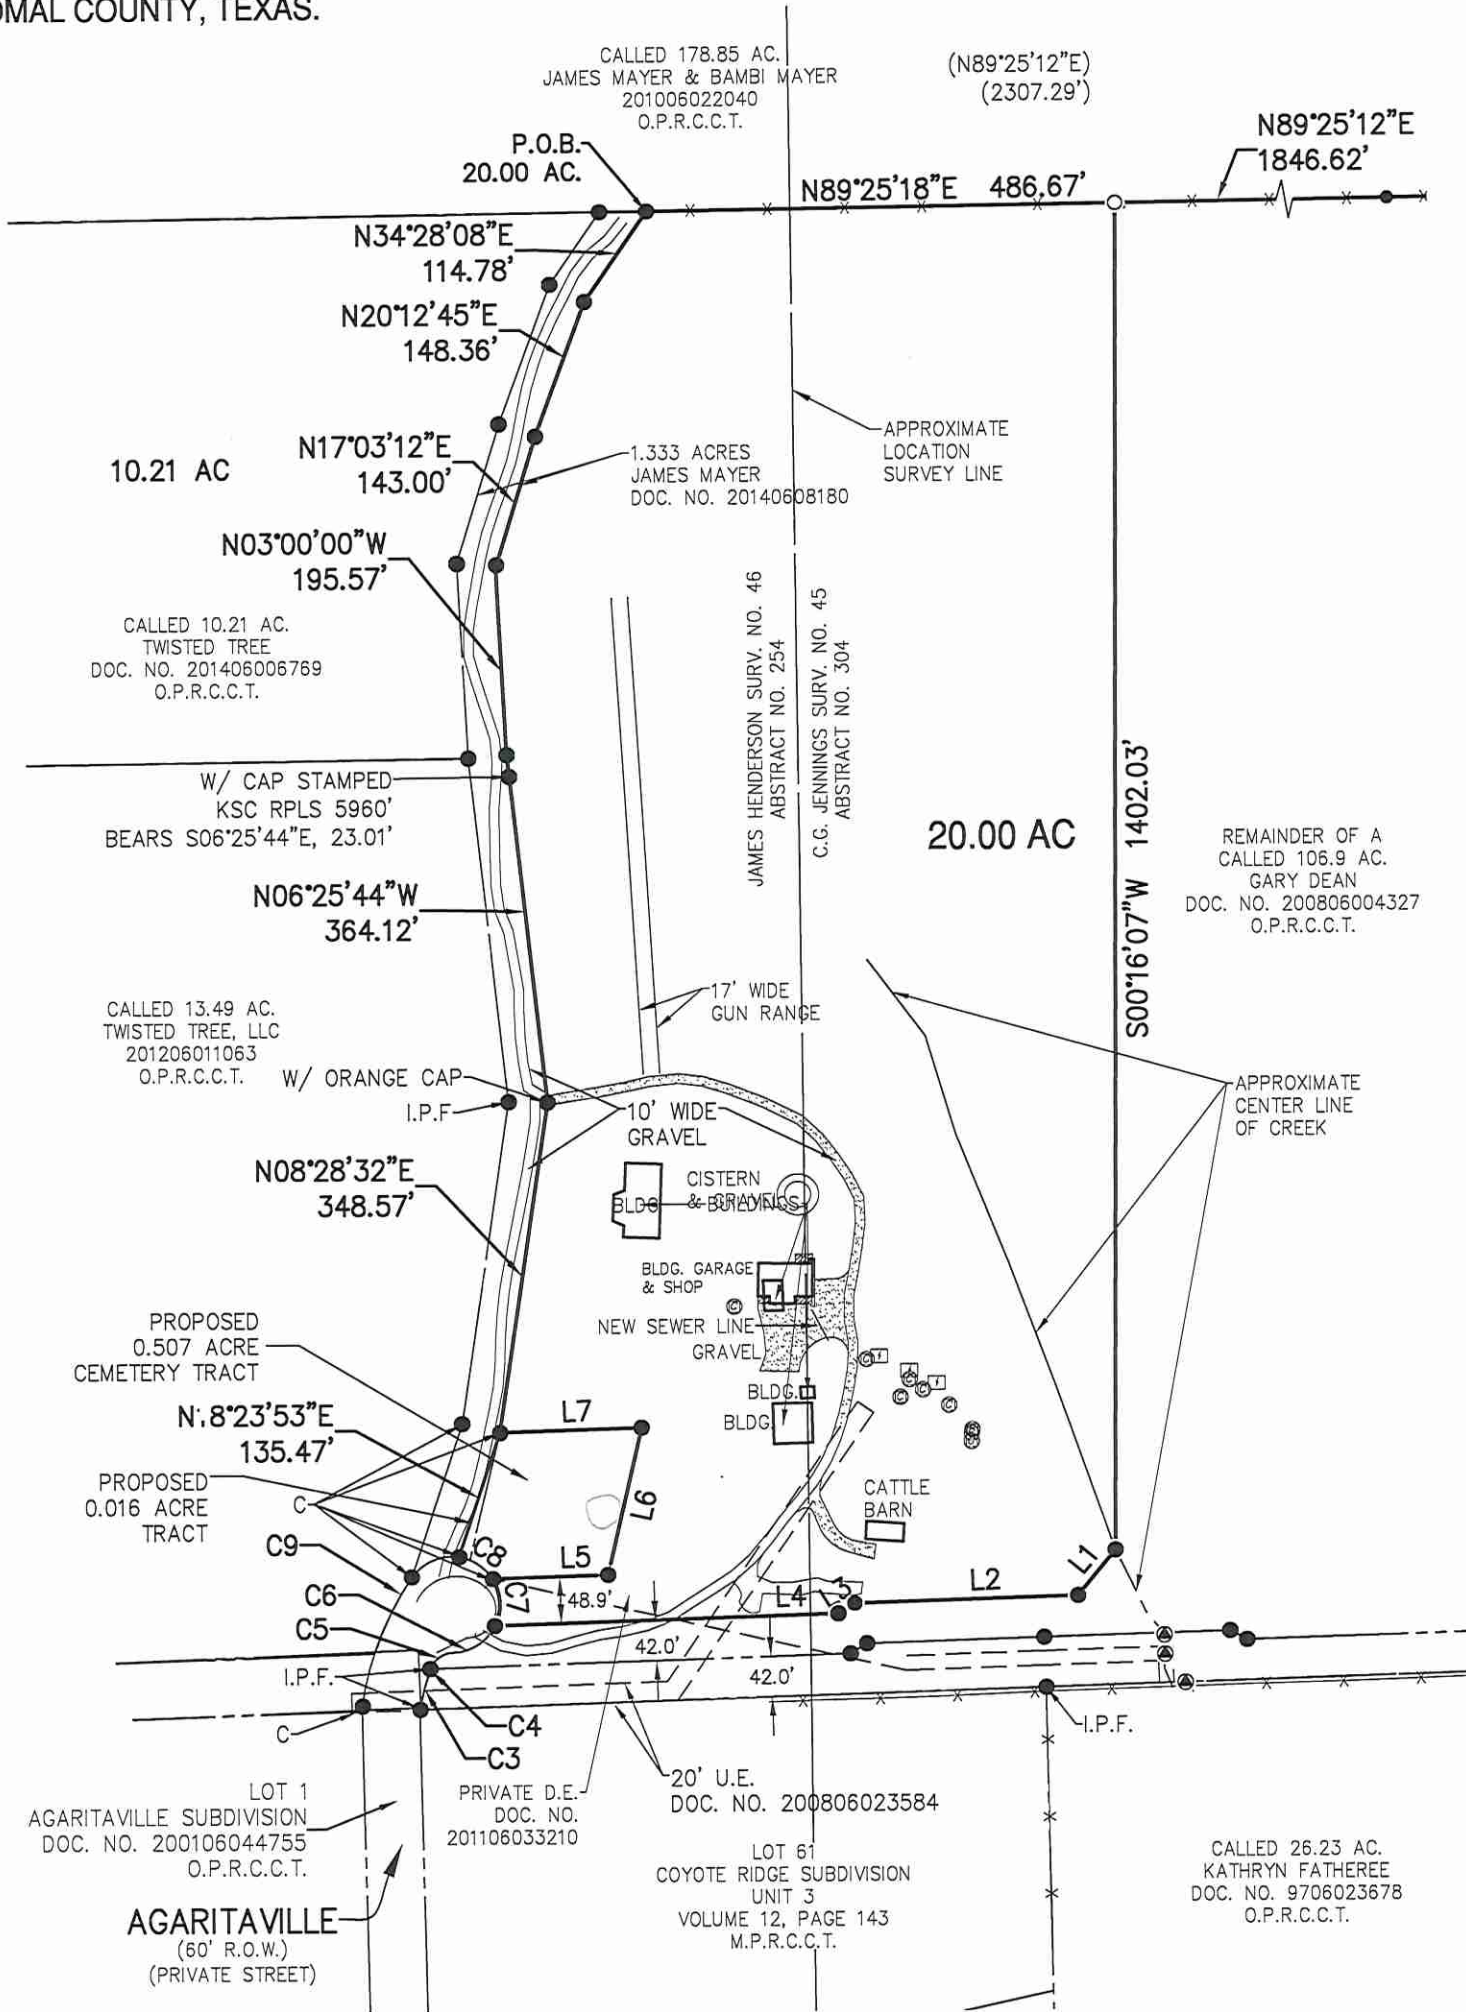 OMAL COUNTY, TEXAS.
CALLED 178.85 AC.
JAMES MAYER & BAMBI MAYER
201006022040
O.P.R.C.C.T.
(N89°25'12"E)
(2307.29')
P.O.B.
20.00 AC.
N89°25'12"E
1846.62'
N89°25'18"E 486.67'
N34°28'08"E
114.78'
N20°12'45"E
148.36'
APPROXIMATE
LOCATION
SURVEY LINE
10.21 AC
N17°03'12"E
143.00'
1.333 ACRES
JAMES MAYER
DOC. NO. 20140608180
N03°00'00"W
195.57'
CALLED 10.21 AC.
TWISTED TREE
DOC. NO. 201406006769
O.P.R.C.C.T.
JAMES HENDERSON SURV. NO. 46
ABSTRACT NO. 254
C.G. JENNINGS SURV. NO. 45
ABSTRACT NO. 304
W/ CAP STAMPED
KSC RPLS 5960'
BEARS S06°25'44"E, 23.01'
20.00 AC
S00°16'07"W 1402.03'
REMAINDER OF A
CALLED 106.9 AC.
GARY DEAN
DOC. NO. 200806004327
O.P.R.C.C.T.
N06°25'44"W
364.12'
17' WIDE
GUN RANGE
CALLED 13.49 AC.
TWISTED TREE, LLC
201206011063
O.P.R.C.C.T.
W/ ORANGE CAP
I.P.F
10' WIDE
GRAVEL
APPROXIMATE
CENTER LINE
OF CREEK
N08°28'32"E
348.57'
CISTERN
& GRAVEL
BLDG
BUILDINGS
BLDG. GARAGE
& SHOP
NEW SEWER LINE
GRAVEL
BLDG.
BLDG.
PROPOSED
0.507 ACRE
CEMETERY TRACT
L7
8°23'53"E
135.47'
PROPOSED
0.016 ACRE
TRACT
C
L6
CATTLE
BARN
C9
C8
L5
L1
L2
C6
C7
48.9'
L4
L3
C5
42.0'
42.0'
I.P.F.
C
C4
C3
I.P.F.
LOT 1
AGARITAVILLE SUBDIVISION
DOC. NO. 200106044755
O.P.R.C.C.T.
PRIVATE D.E.
DOC. NO.
201106033210
20' U.E.
DOC. NO. 200806023584
LOT 61
COYOTE RIDGE SUBDIVISION
UNIT 3
VOLUME 12, PAGE 143
M.P.R.C.C.T.
CALLED 26.23 AC.
KATHRYN FATHEREE
DOC. NO. 9706023678
O.P.R.C.C.T.
AGARITAVILLE
(60' R.O.W.)
(PRIVATE STREET)